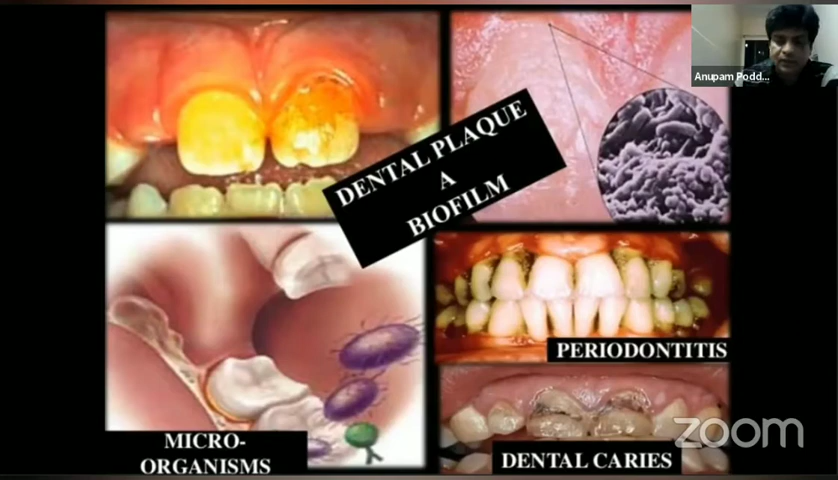 Anupam Podd...
DENTAL PLAQUE
A
BIOFILM
PERIODONTITIS
MICRO-
ORGANISMS
DENTAL CARIES
zoom